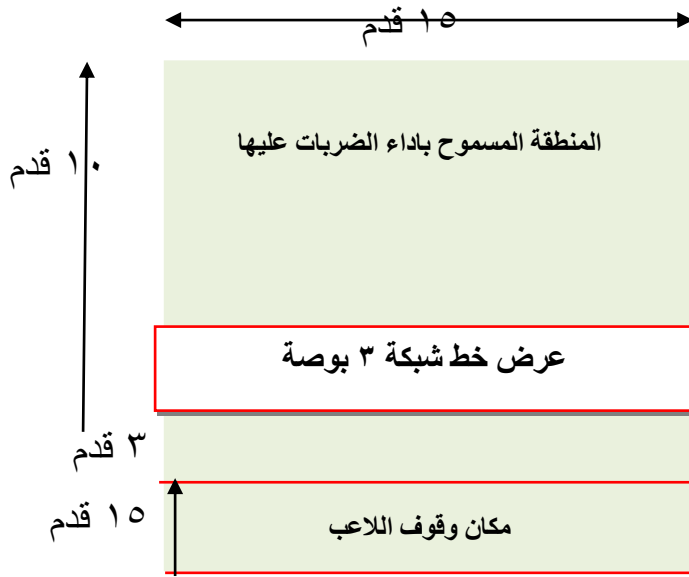 ١٥ قدم
المنطقة المسموح باداء الضربات عليها
١٠ قدم
عرض خط شبكة ٣ بوصة
٣ قدم
١٥ قدم
مكان وقوف اللاعب